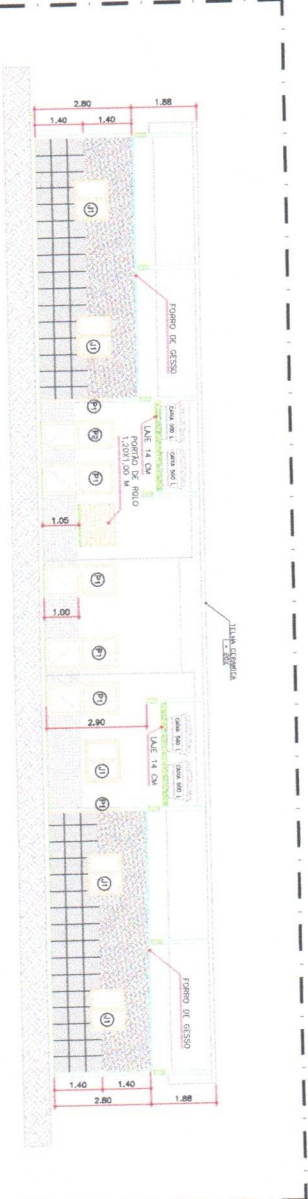 1.88
2.80
1.40
1.40
FORRO DE GESSO
J1
J1
P1
P2
P1
CAIXA 500 L
CAIXA 500 L
LAJE 14 CM
PORTÃO DE ROLO
1,20X1,00 M
1.05
P1
1.00
P1
TELHA CERÂMICA
P1
2.90
CAIXA 500 L
CAIXA 500 L
LAJE 14 CM
J1
P1
J1
FORRO DE GESSO
J1
1.40
1.40
2.80
1.88